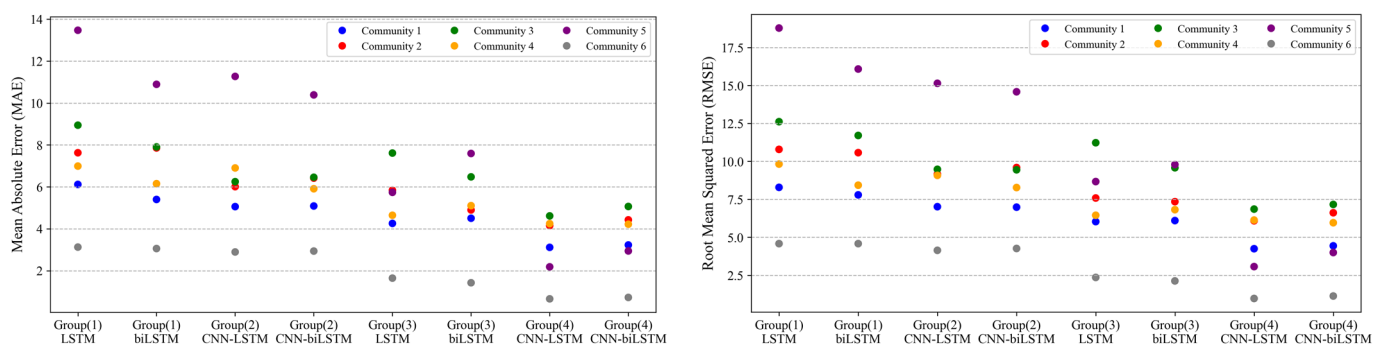 Mean Absolute Error (MAE)
14
12
10
8
6
4
2
Community 1
Community 2
Community 3
Community 4
Community 5
Community 6
Group(1)
LSTM
Group(1)
biLSTM
Group(2)
CNN-LSTM
Group(2)
CNN-biLSTM
Group(3)
LSTM
Group(3)
biLSTM
Group(4)
CNN-LSTM
Group(4)
CNN-biLSTM
Root Mean Squared Error (RMSE)
17.5
15.0
12.5
10.0
7.5
5.0
2.5
Community 1
Community 2
Community 3
Community 4
Community 5
Community 6
Group(1)
LSTM
Group(1)
biLSTM
Group(2)
CNN-LSTM
Group(2)
CNN-biLSTM
Group(3)
LSTM
Group(3)
biLSTM
Group(4)
CNN-LSTM
Group(4)
CNN-biLSTM